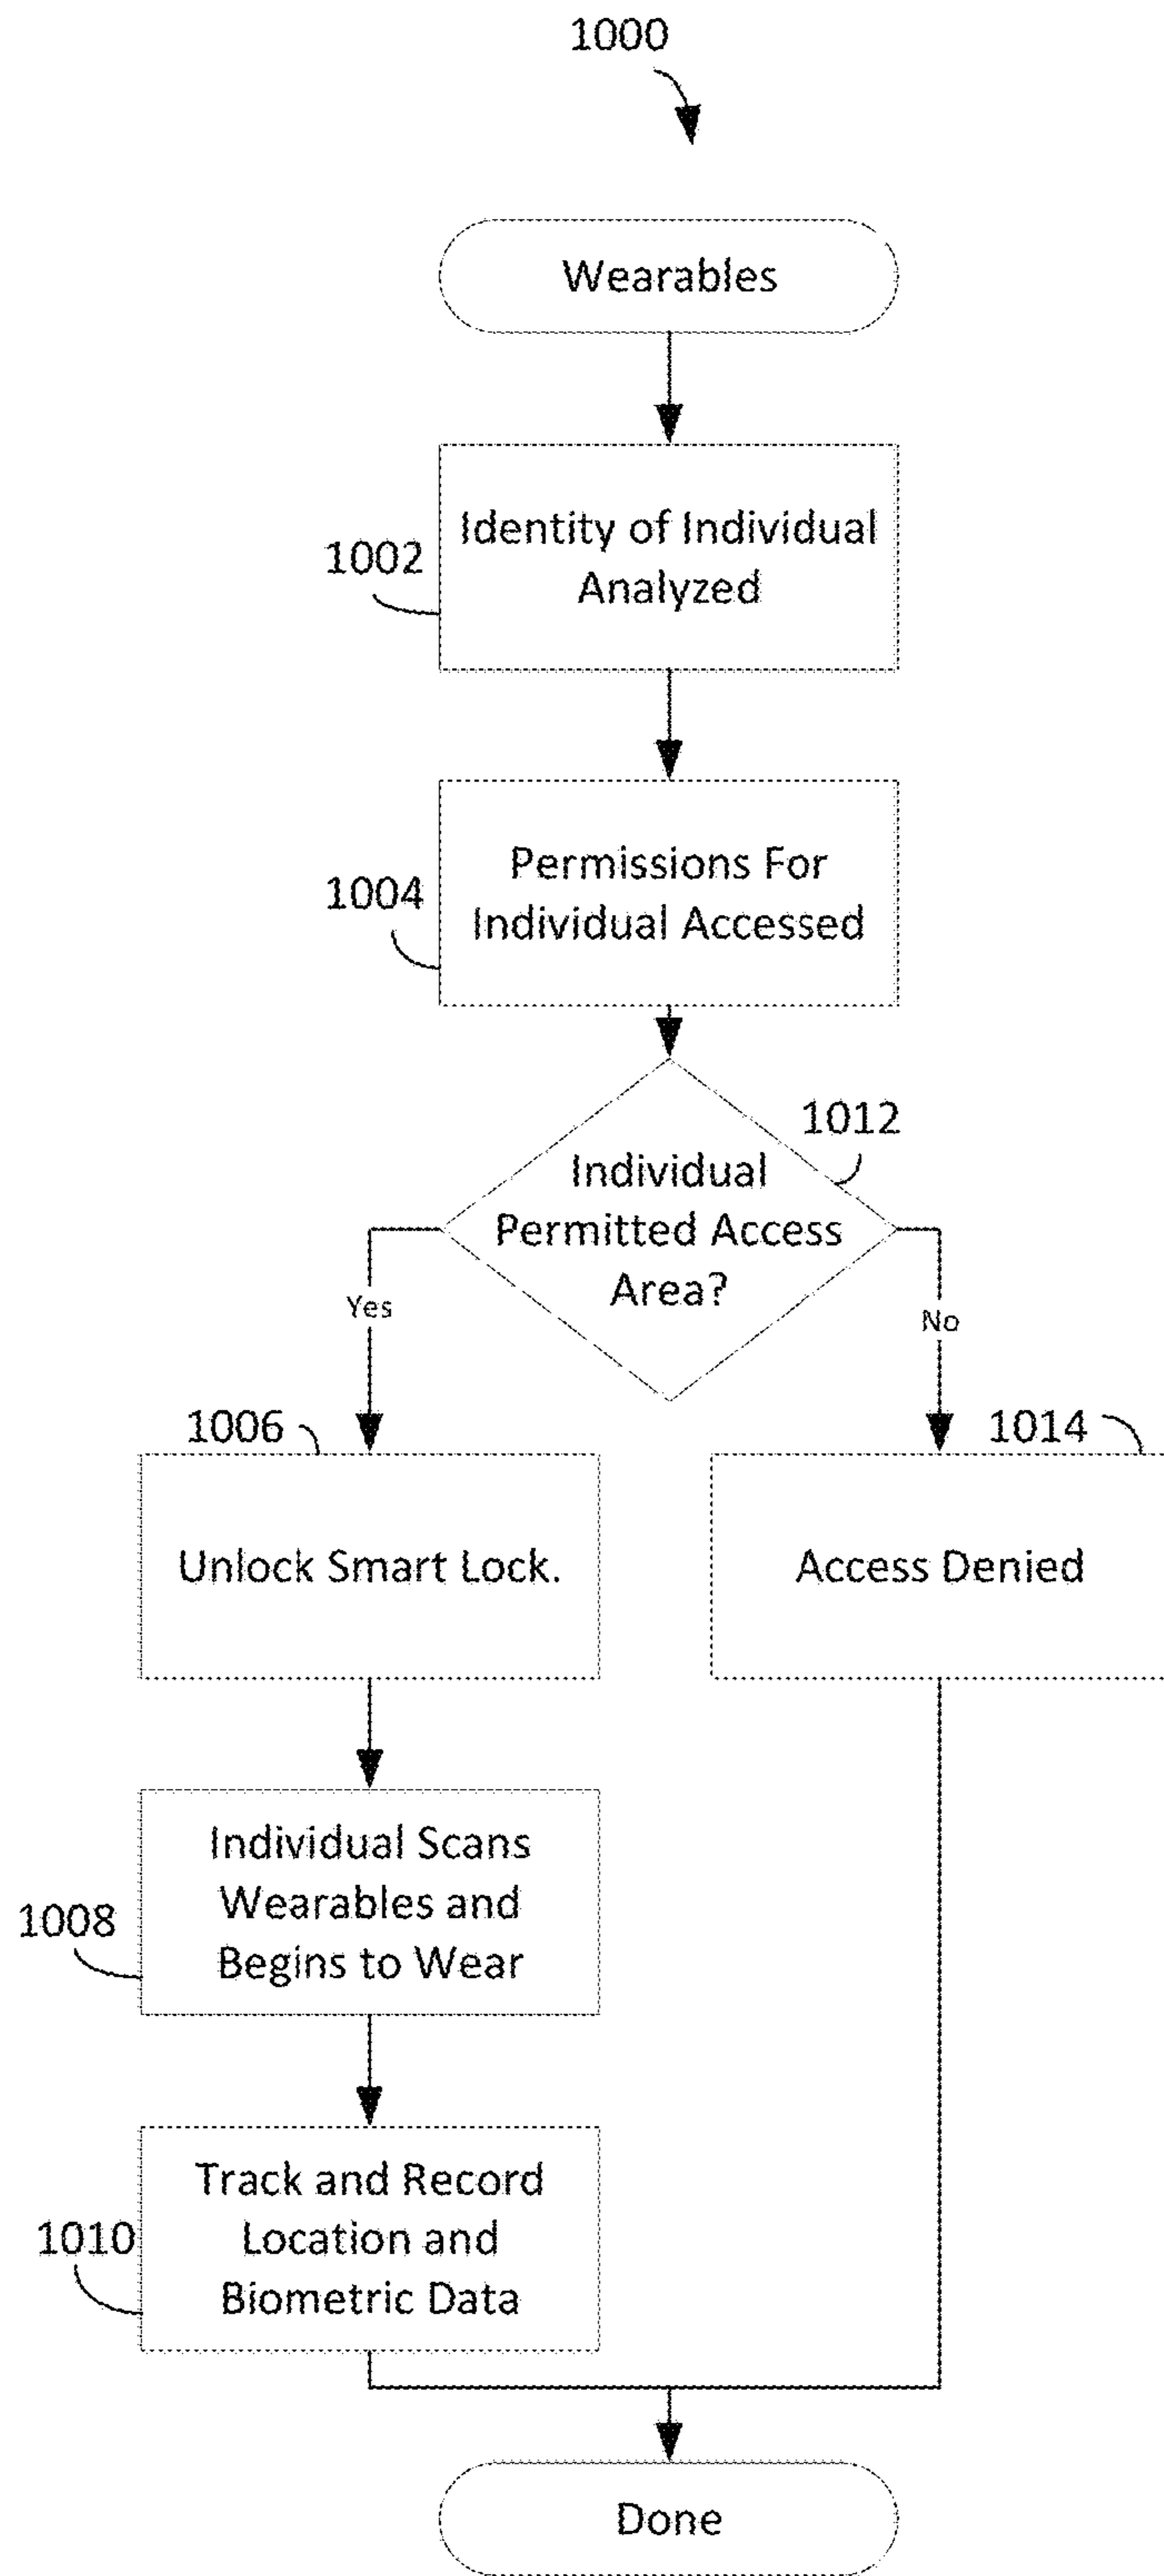 1000
Wearables
Identity of Individual
Analyzed
1002
Permissions For
Individual Accessed
1004
1012
Individual
Permitted Access
Area?
Yes
No
1006
1014
Unlock Smart Lock.
Access Denied
Individual Scans
Wearables and
Begins to Wear
1008
Track and Record
Location and
Biometric Data
1010
Done